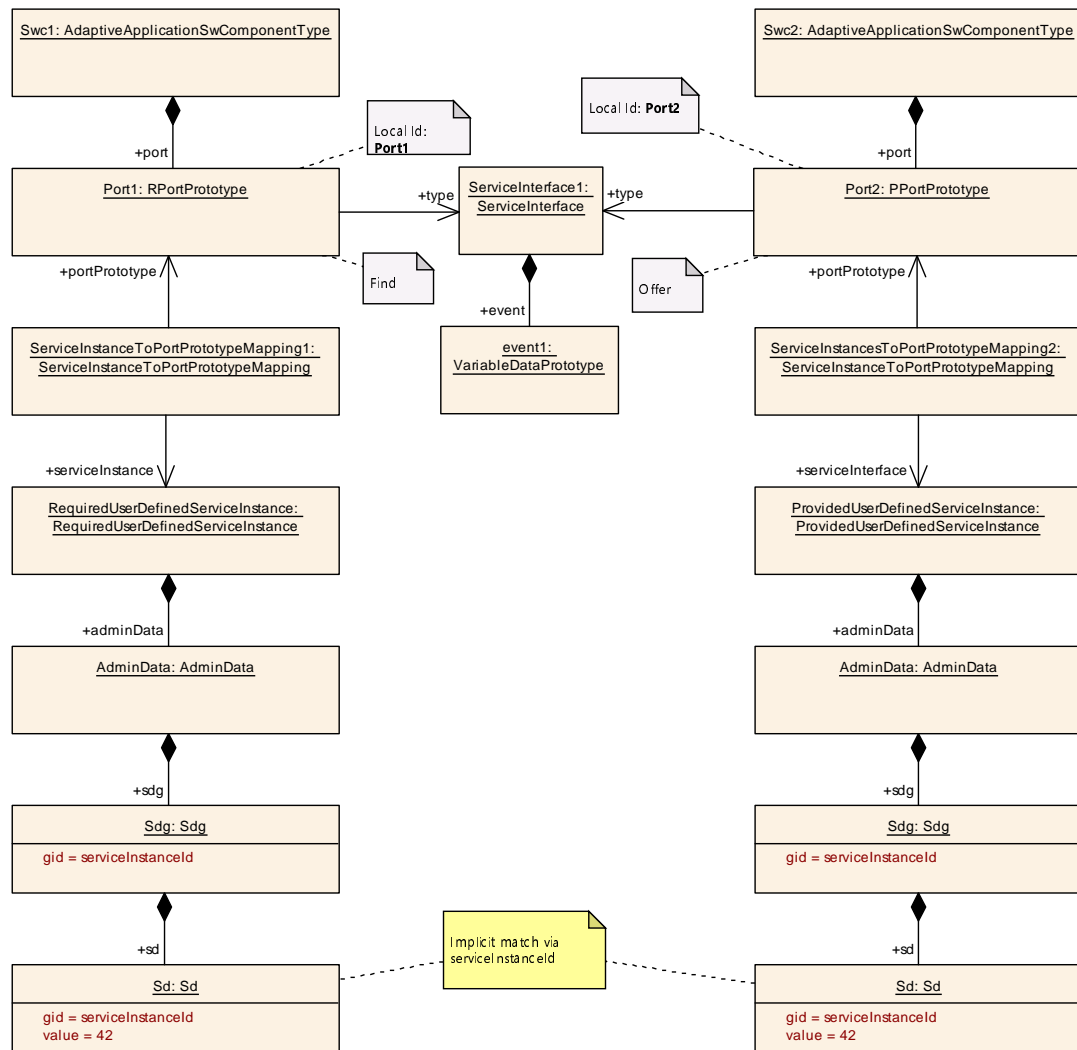 Swc1: AdaptiveApplicationSwComponentType
Swc2: AdaptiveApplicationSwComponentType
Local Id:
Port1
Local Id: Port2
+port
+port
Port1: RPortPrototype
+type
ServiceInterface1:
ServiceInterface
+type
Port2: PPortPrototype
+portPrototype
Find
Offer
+portPrototype
+event
ServiceInstanceToPortPrototypeMapping1:
ServiceInstanceToPortPrototypeMapping
event1:
VariableDataPrototype
ServiceInstancesToPortPrototypeMapping2:
ServiceInstanceToPortPrototypeMapping
+serviceInstance
+serviceInterface
RequiredUserDefinedServiceInstance:
RequiredUserDefinedServiceInstance
ProvidedUserDefinedServiceInstance:
ProvidedUserDefinedServiceInstance
+adminData
+adminData
AdminData: AdminData
AdminData: AdminData
+sdg
+sdg
Sdg: Sdg
gid = serviceInstanceId
Sdg: Sdg
gid = serviceInstanceId
+sd
Implicit match via
serviceInstanceId
+sd
Sd: Sd
gid = serviceInstanceId
value = 42
Sd: Sd
gid = serviceInstanceId
value = 42